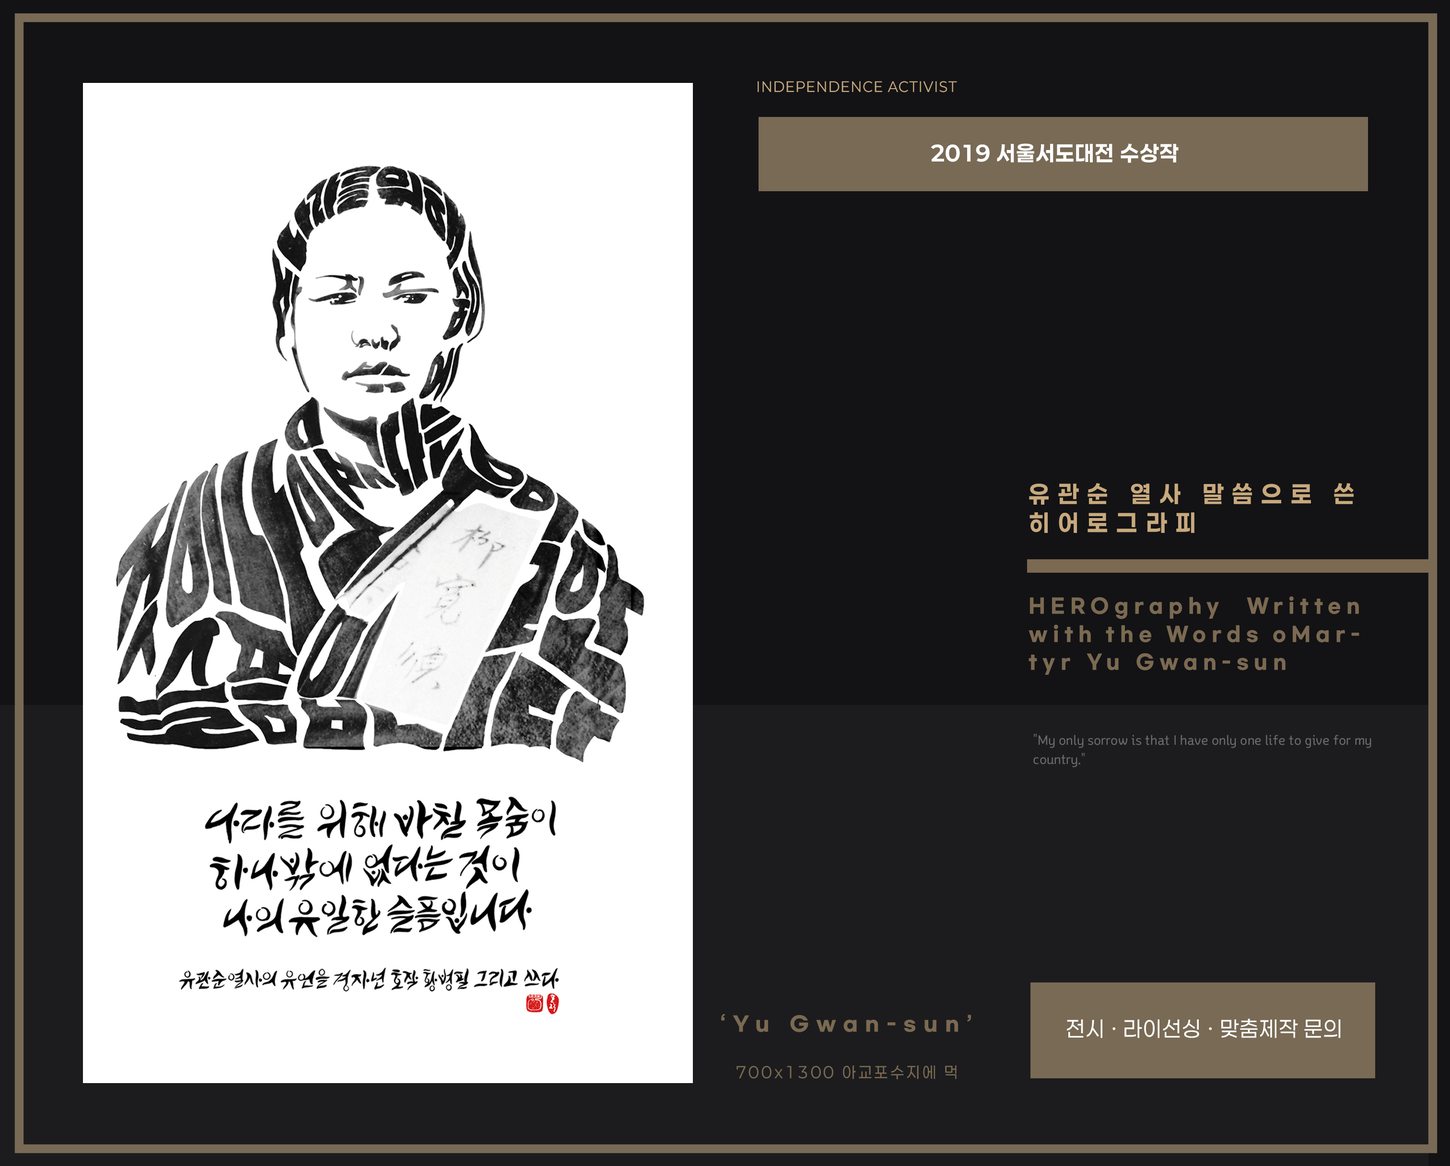 INDEPENDENCE ACTIVIST
2019 서울서도대전 수상작
柳
寬
順
나라를 위해 바칠 목숨이
하나밖에 없다는 것이
나의 유일한 슬픔입니다
유관순열사의 유언을 경자년 호작 황병필 그리고 쓰다
유관순 열사 말씀으로 쓴
히어로그라피
HEROgraphy Written
with the Words oMar-
tyr Yu Gwan-sun
"My only sorrow is that I have only one life to give for my
country."
‘Yu Gwan-sun’
700x1300 아교포수지에 먹
전시 · 라이선싱 · 맞춤제작 문의